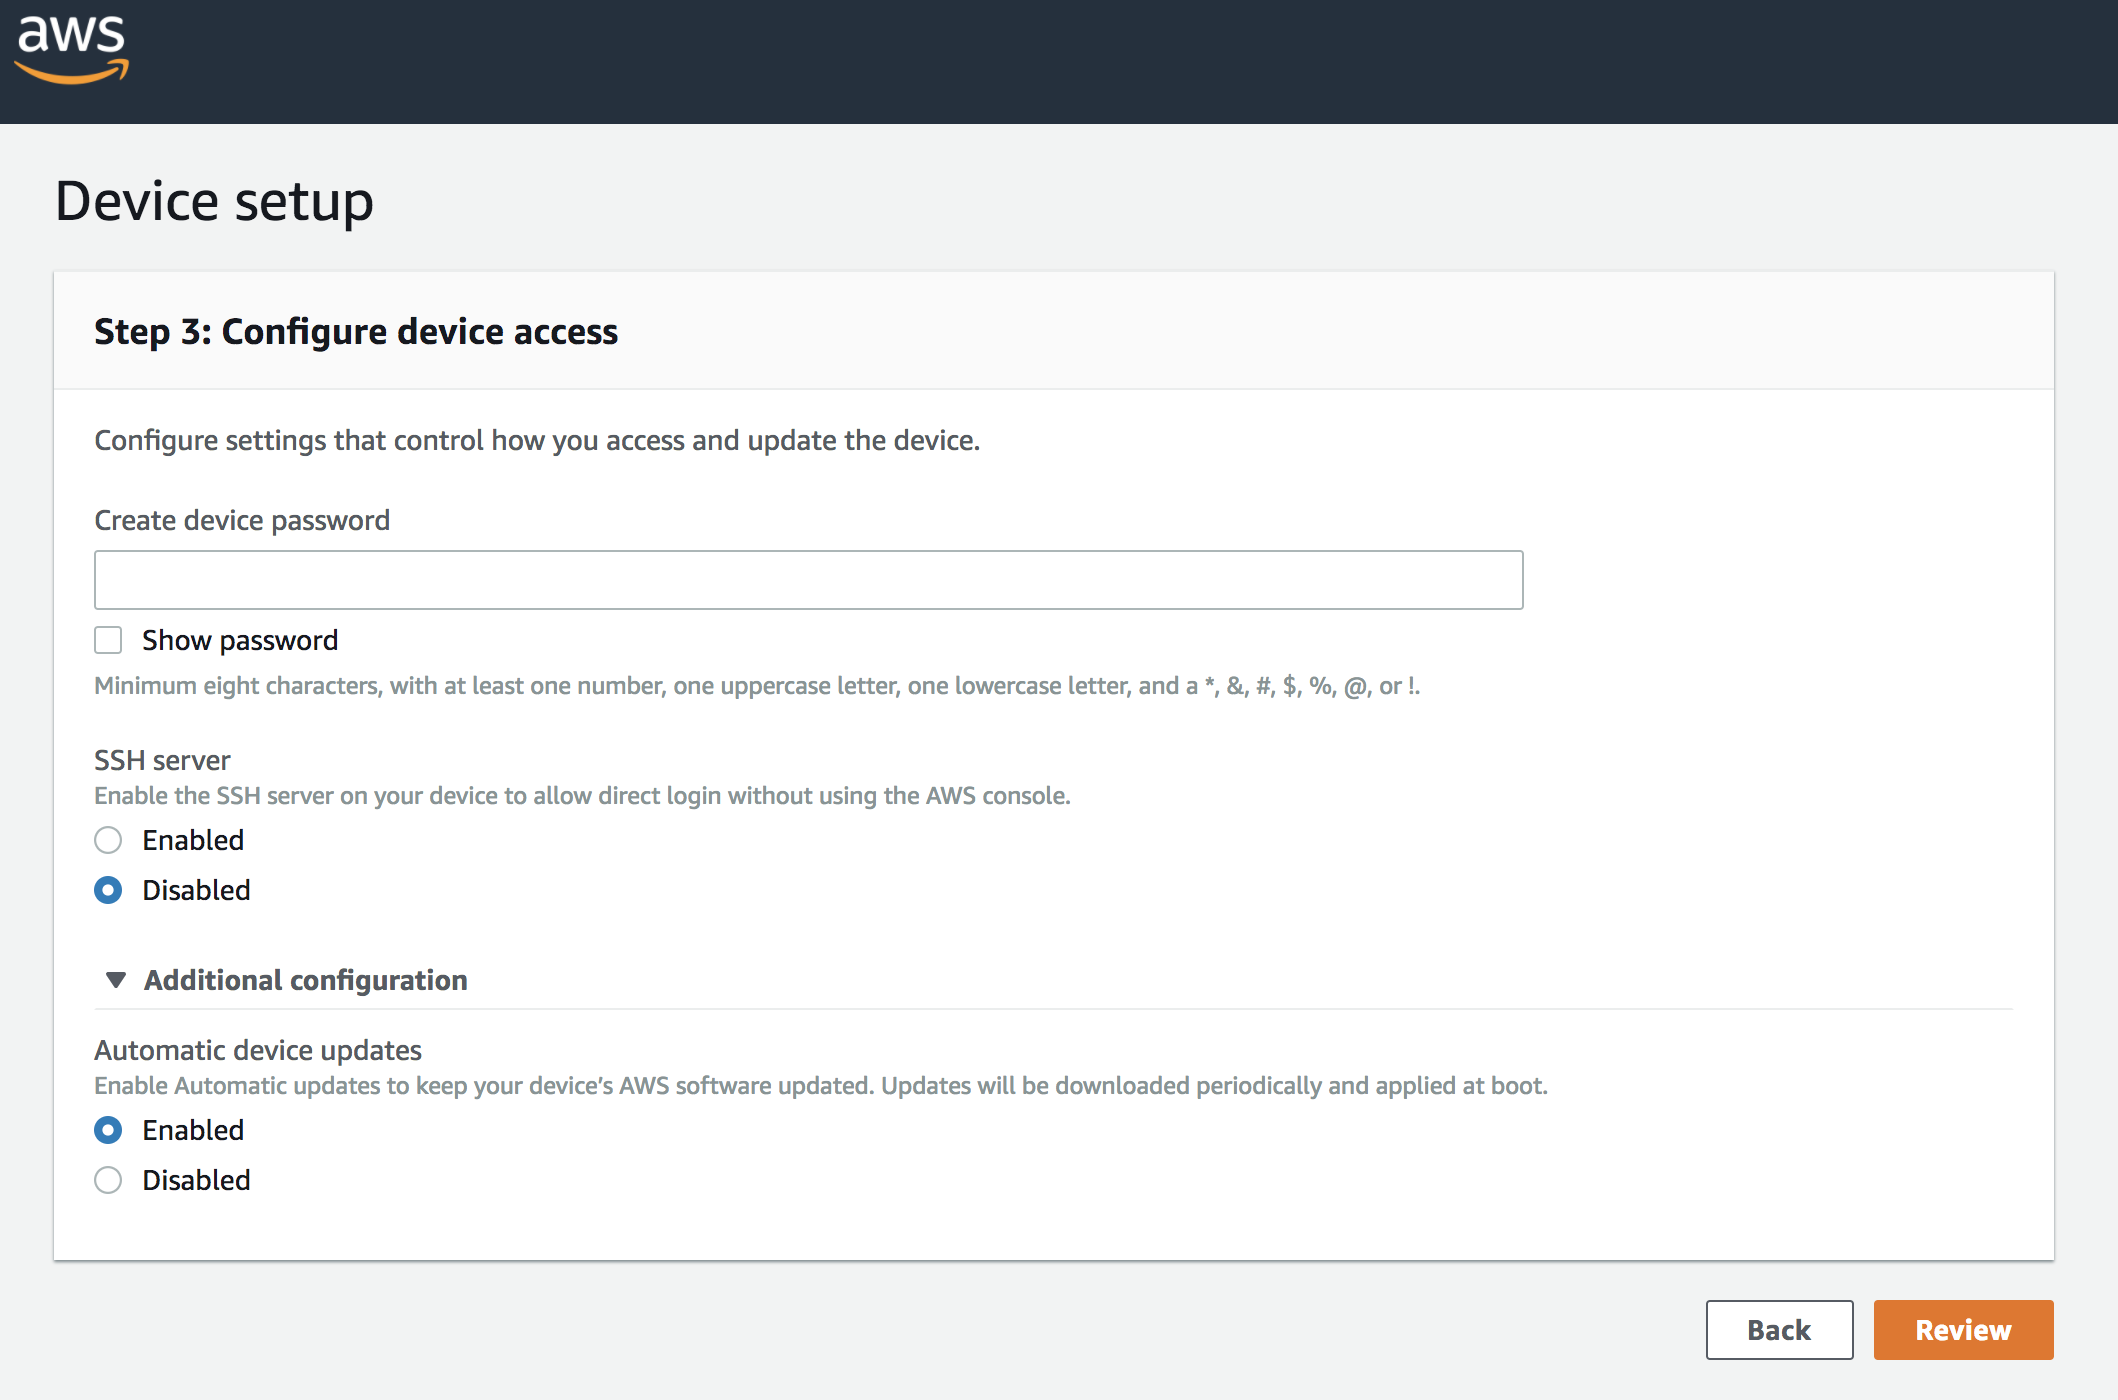 aws
Device setup
Step 3: Configure device access
Configure settings that control how you access and update the device.
Create device password
Show password
Minimum eight characters, with at least one number, one uppercase letter, one lowercase letter, and a *, &, #, $, %, @, or !.
SSH server
Enable the SSH server on your device to allow direct login without using the AWS console.
Enabled
Disabled
Additional configuration
Automatic device updates
Enable Automatic updates to keep your device’s AWS software updated. Updates will be downloaded periodically and applied at boot.
Enabled
Disabled
Back Review